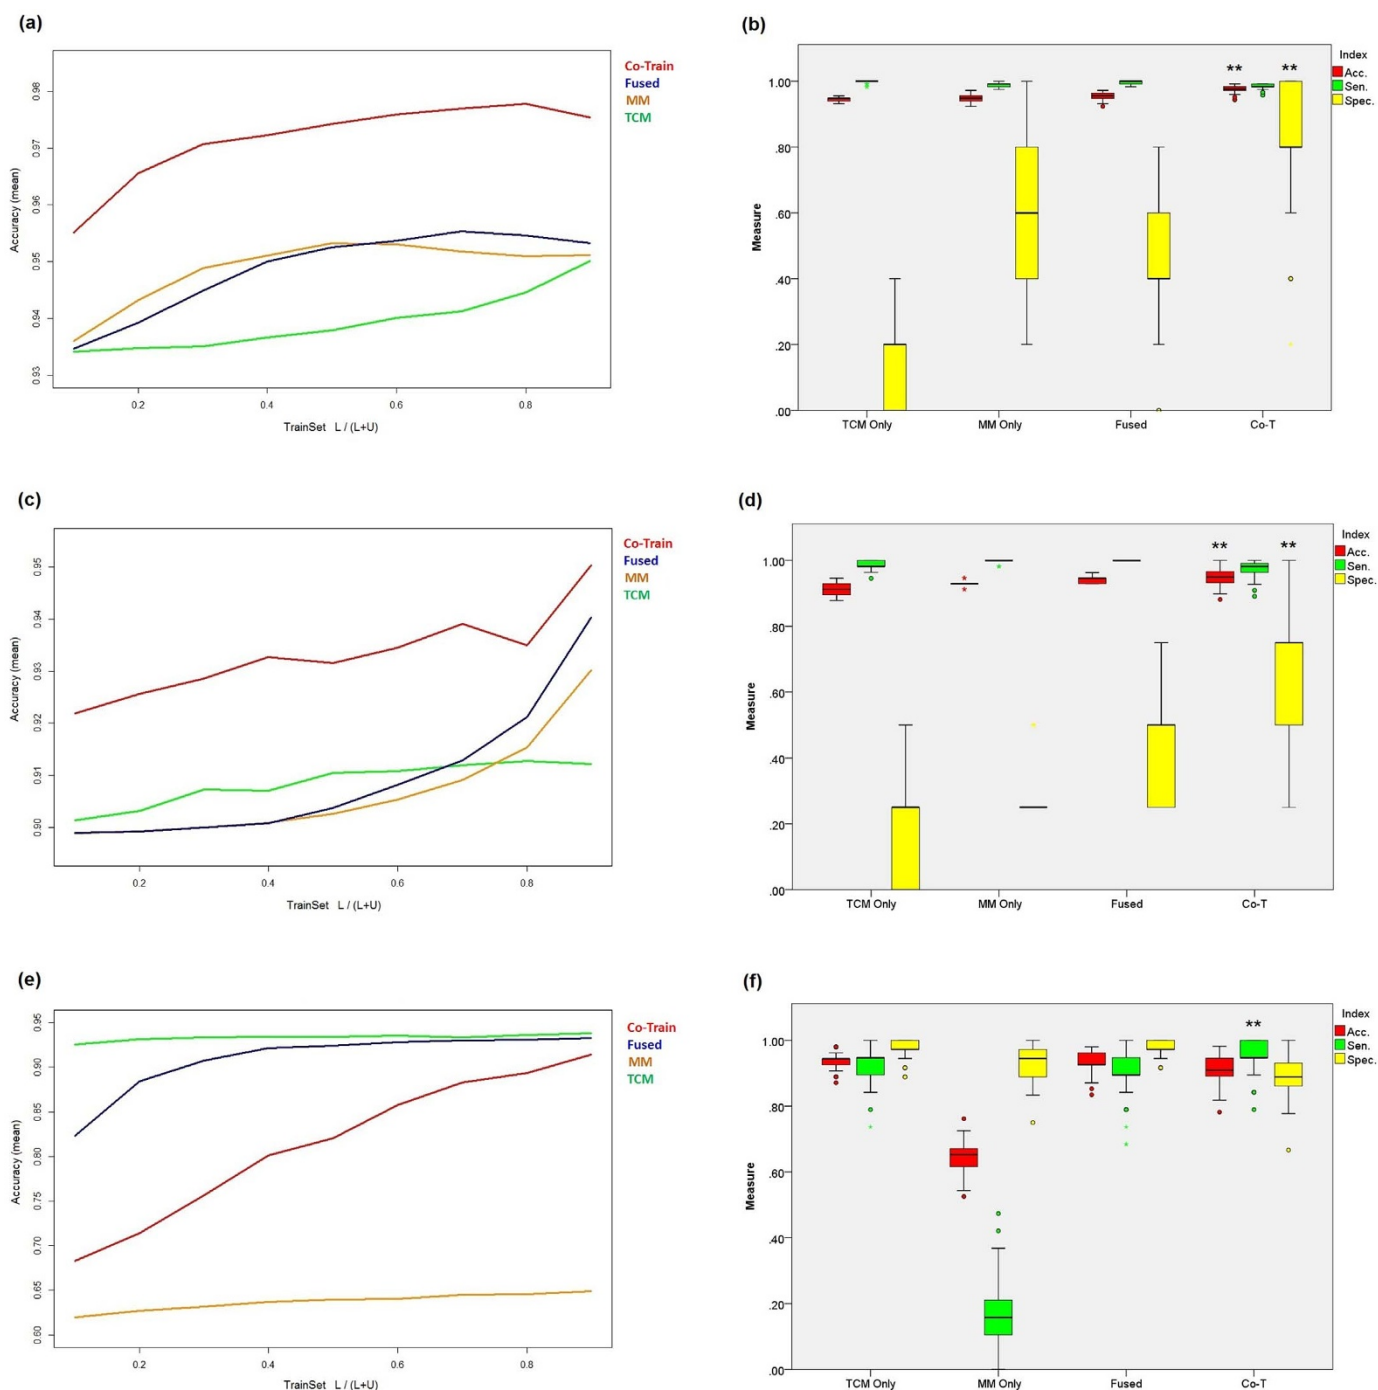 (a)
0.98
0.97
0.96
0.95
0.94
0.93
Accuracy (mean)
0.2
0.4
0.6
0.8
TrainSet L / (L+U)
Co-Train
Fused
MM
TCM
(b)
1.00
.80
.60
.40
.20
.00
Measure
TCM Only
MM Only
Fused
Co-T
** **
Index
Acc.
Sen.
Spec.
(c)
0.95
0.94
0.93
0.92
0.91
0.90
Accuracy (mean)
0.2
0.4
0.6
0.8
TrainSet L / (L+U)
Co-Train
Fused
MM
TCM
(d)
1.00
.80
.60
.40
.20
.00
Measure
TCM Only
MM Only
Fused
Co-T
** **
Index
Acc.
Sen.
Spec.
(e)
0.95
0.90
0.85
0.80
0.75
0.70
0.65
0.60
Accuracy (mean)
0.2
0.4
0.6
0.8
TrainSet L / (L+U)
Co-Train
Fused
MM
TCM
(f)
1.00
.80
.60
.40
.20
.00
Measure
TCM Only
MM Only
Fused
Co-T
**
Index
Acc.
Sen.
Spec.